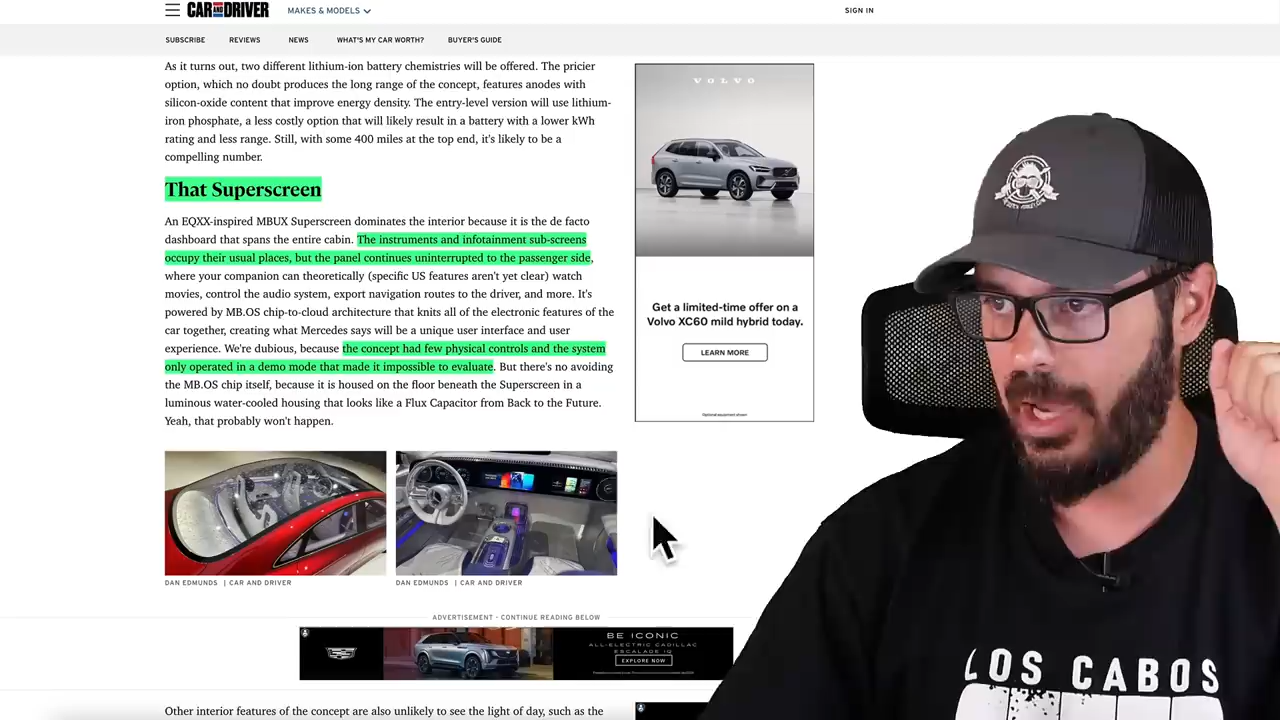 CAR AND DRIVER
MAKES & MODELS
SIGN IN
SUBSCRIBE
REVIEWS
NEWS
WHAT'S MY CAR WORTH?
BUYER'S GUIDE
As it turns out, two different lithium-ion battery chemistries will be offered. The pricier
option, which no doubt produces the long range of the concept, features anodes with
silicon-oxide content that improve energy density. The entry-level version will use lithium-
iron phosphate, a less costly option that will likely result in a battery with a lower kWh
rating and less range. Still, with some 400 miles at the top end, it's likely to be a
compelling number.
That Superscreen
An EQXX-inspired MBUX Superscreen dominates the interior because it is the de facto
dashboard that spans the entire cabin. The instruments and infotainment sub-screens
occupy their usual places, but the panel continues uninterrupted to the passenger side,
where your companion can theoretically (specific US features aren't yet clear) watch
movies, control the audio system, export navigation routes to the driver, and more. It's
powered by MB.OS chip-to-cloud architecture that knits all of the electronic features of the
car together, creating what Mercedes says will be a unique user interface and user
experience. We're dubious, because the concept had few physical controls and the system
only operated in a demo mode that made it impossible to evaluate. But there's no avoiding
the MB.OS chip itself, because it is housed on the floor beneath the Superscreen in a
luminous water-cooled housing that looks like a Flux Capacitor from Back to the Future.
Yeah, that probably won't happen.
DAN EDMUNDS | CAR AND DRIVER
DAN EDMUNDS | CAR AND DRIVER
VOLVO
Get a limited-time offer on a
Volvo XC60 mild hybrid today.
LEARN MORE
Optional equipment shown
ADVERTISEMENT - CONTINUE READING BELOW
BE ICONIC
ALL-ELECTRIC CADILLAC
ESCALADE IQ
EXPLORE NOW
Other interior features of the concept are also unlikely to see the light of day, such as the
LOS CABOS